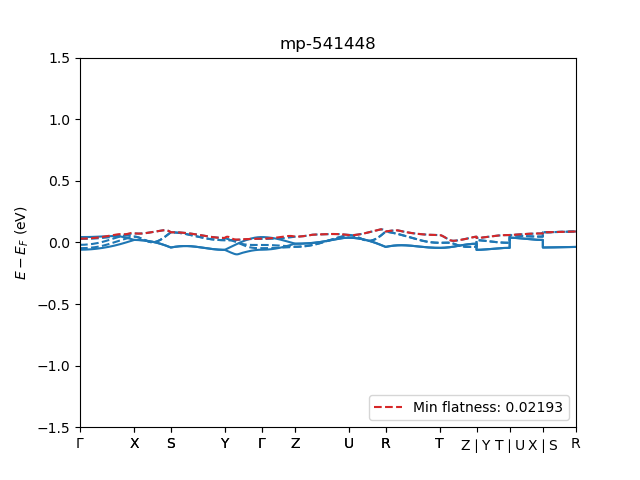 mp-541448
1.5
1.0
0.5
0.0
−0.5
−1.0
−1.5
E − E_F (eV)
Min flatness: 0.02193
Γ X S Y Γ Z U R T Z | Y T | U X | S R